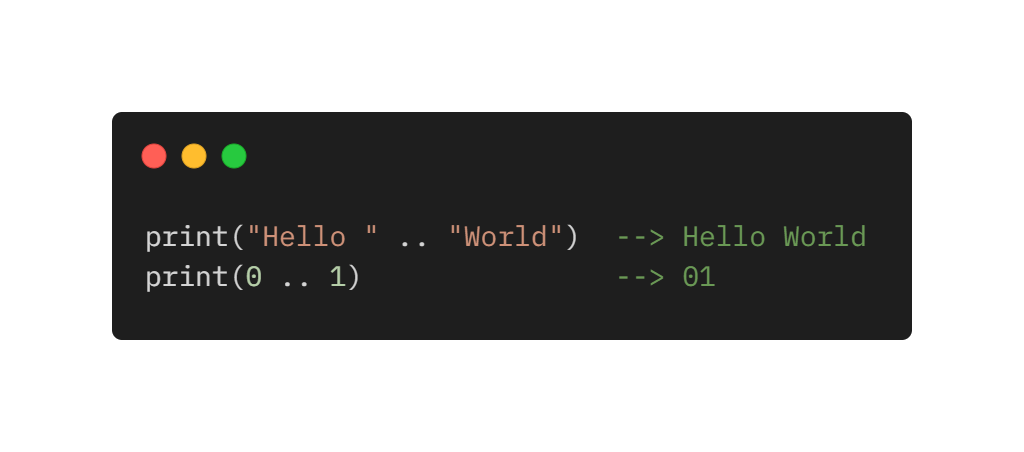 print("Hello " .. "World")  --> Hello World
print(0 .. 1)               --> 01